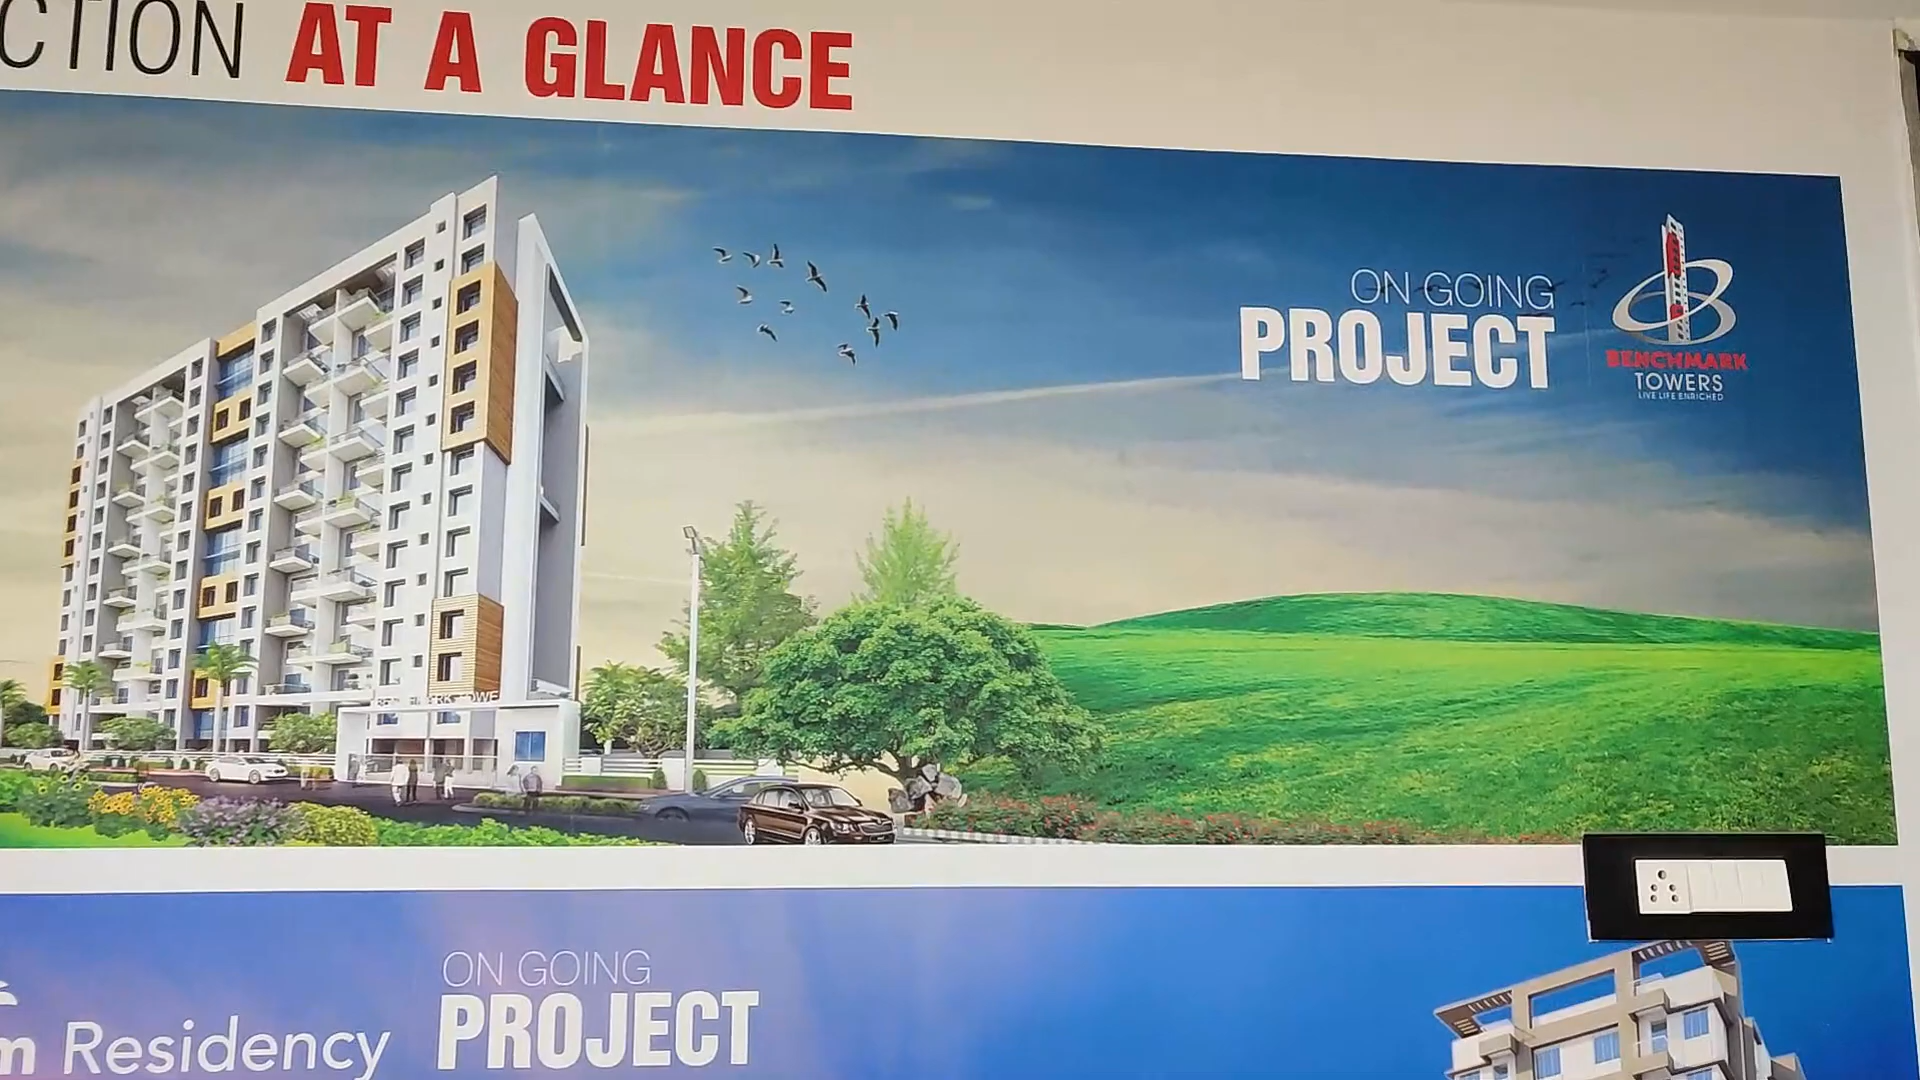 CTION AT A GLANCE
ON GOING
PROJECT
BENCHMARK
TOWERS
LIVE LIFE ENRICHED
ON GOING
PROJECT
m Residency